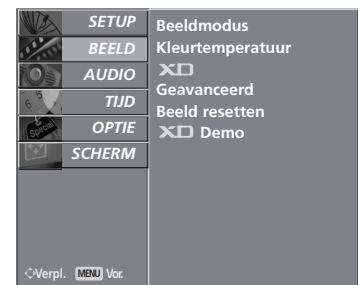 SETUP
BEELD
AUDIO
TIJD
OPTIE
SCHERM
Verpl. MENU Vor.
Beeldmodus
Kleurtemperatuur
XD
Geavanceerd
Beeld resetten
XD Demo